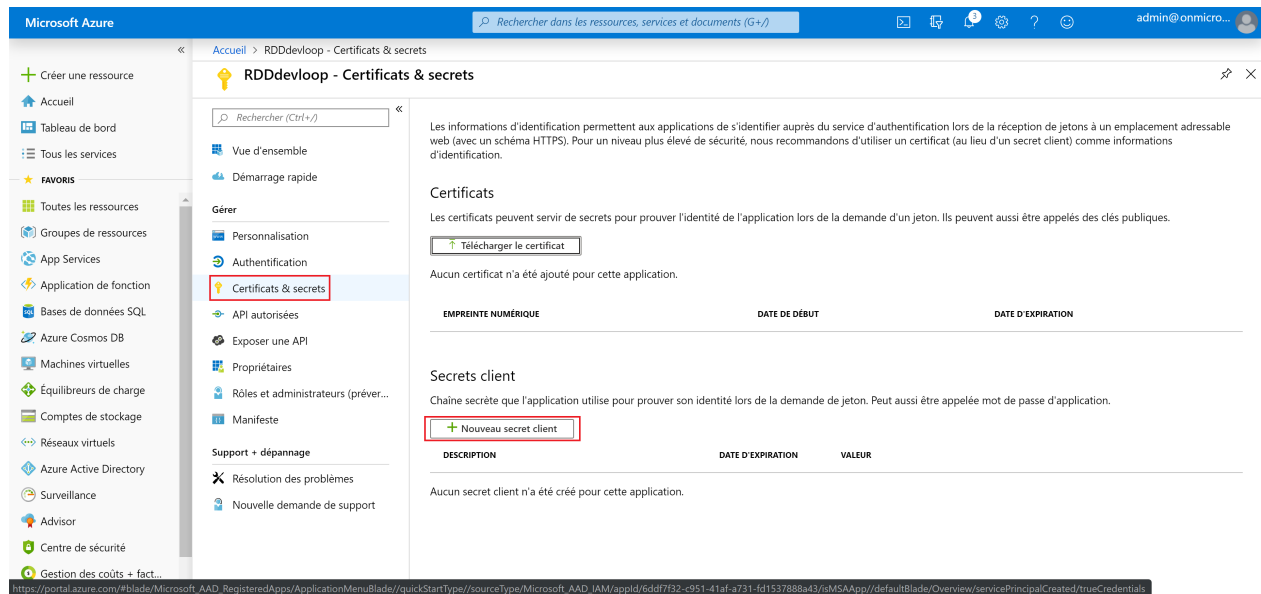 Microsoft Azure
Rechercher dans les ressources, services et documents (G+/)
3
admin@onmicro...
Accueil > RDDdevloop - Certificats & secrets
RDDdevloop - Certificats & secrets
Créer une ressource
Accueil
Tableau de bord
Tous les services
FAVORIS
Toutes les ressources
Groupes de ressources
App Services
Application de fonction
Bases de données SQL
Azure Cosmos DB
Machines virtuelles
Équilibreurs de charge
Comptes de stockage
Réseaux virtuels
Azure Active Directory
Surveillance
Advisor
Centre de sécurité
Gestion des coûts + fact...
Rechercher (Ctrl+/)
Vue d'ensemble
Démarrage rapide
Gérer
Personnalisation
Authentification
Certificats & secrets
API autorisées
Exposer une API
Propriétaires
Rôles et administrateurs (préver...
Manifeste
Support + dépannage
Résolution des problèmes
Nouvelle demande de support
Les informations d'identification permettent aux applications de s'identifier auprès du service d'authentification lors de la réception de jetons à un emplacement adressable
web (avec un schéma HTTPS). Pour un niveau plus élevé de sécurité, nous recommandons d'utiliser un certificat (au lieu d'un secret client) comme informations
d'identification.
Certificats
Les certificats peuvent servir de secrets pour prouver l'identité de l'application lors de la demande d'un jeton. Ils peuvent aussi être appelés des clés publiques.
Télécharger le certificat
Aucun certificat n'a été ajouté pour cette application.
EMPREINTE NUMÉRIQUE DATE DE DÉBUT DATE D'EXPIRATION
Secrets client
Chaîne secrète que l'application utilise pour prouver son identité lors de la demande de jeton. Peut aussi être appelée mot de passe d'application.
Nouveau secret client
DESCRIPTION DATE D'EXPIRATION VALEUR
Aucun secret client n'a été créé pour cette application.
https://portal.azure.com/#blade/Microsoft_AAD_RegisteredApps/ApplicationMenuBlade//quickStartType//sourceType/Microsoft_AAD_IAM/appId/6ddf7f32-c951-41af-a731-fd1537888a43/isMSAApp//defaultBlade/Overview/servicePrincipalCreated/trueCredentials